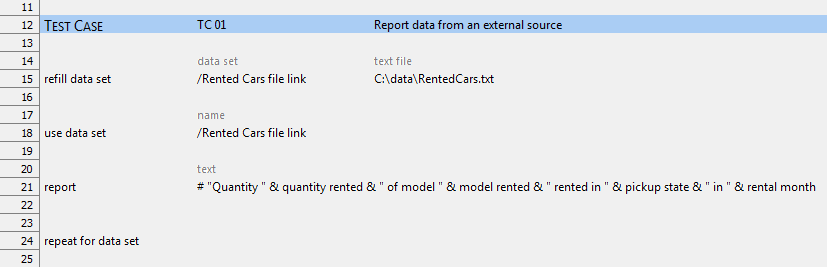 11
12 TEST CASE TC 01 Report data from an external source
13
14 data set text file
15 refill data set /Rented Cars file link C:\data\RentedCars.txt
16
17 name
18 use data set /Rented Cars file link
19
20 text
21 report # "Quantity " & quantity rented & " of model " & model rented & " rented in " & pickup state & " in " & rental month
22
23
24 repeat for data set
25